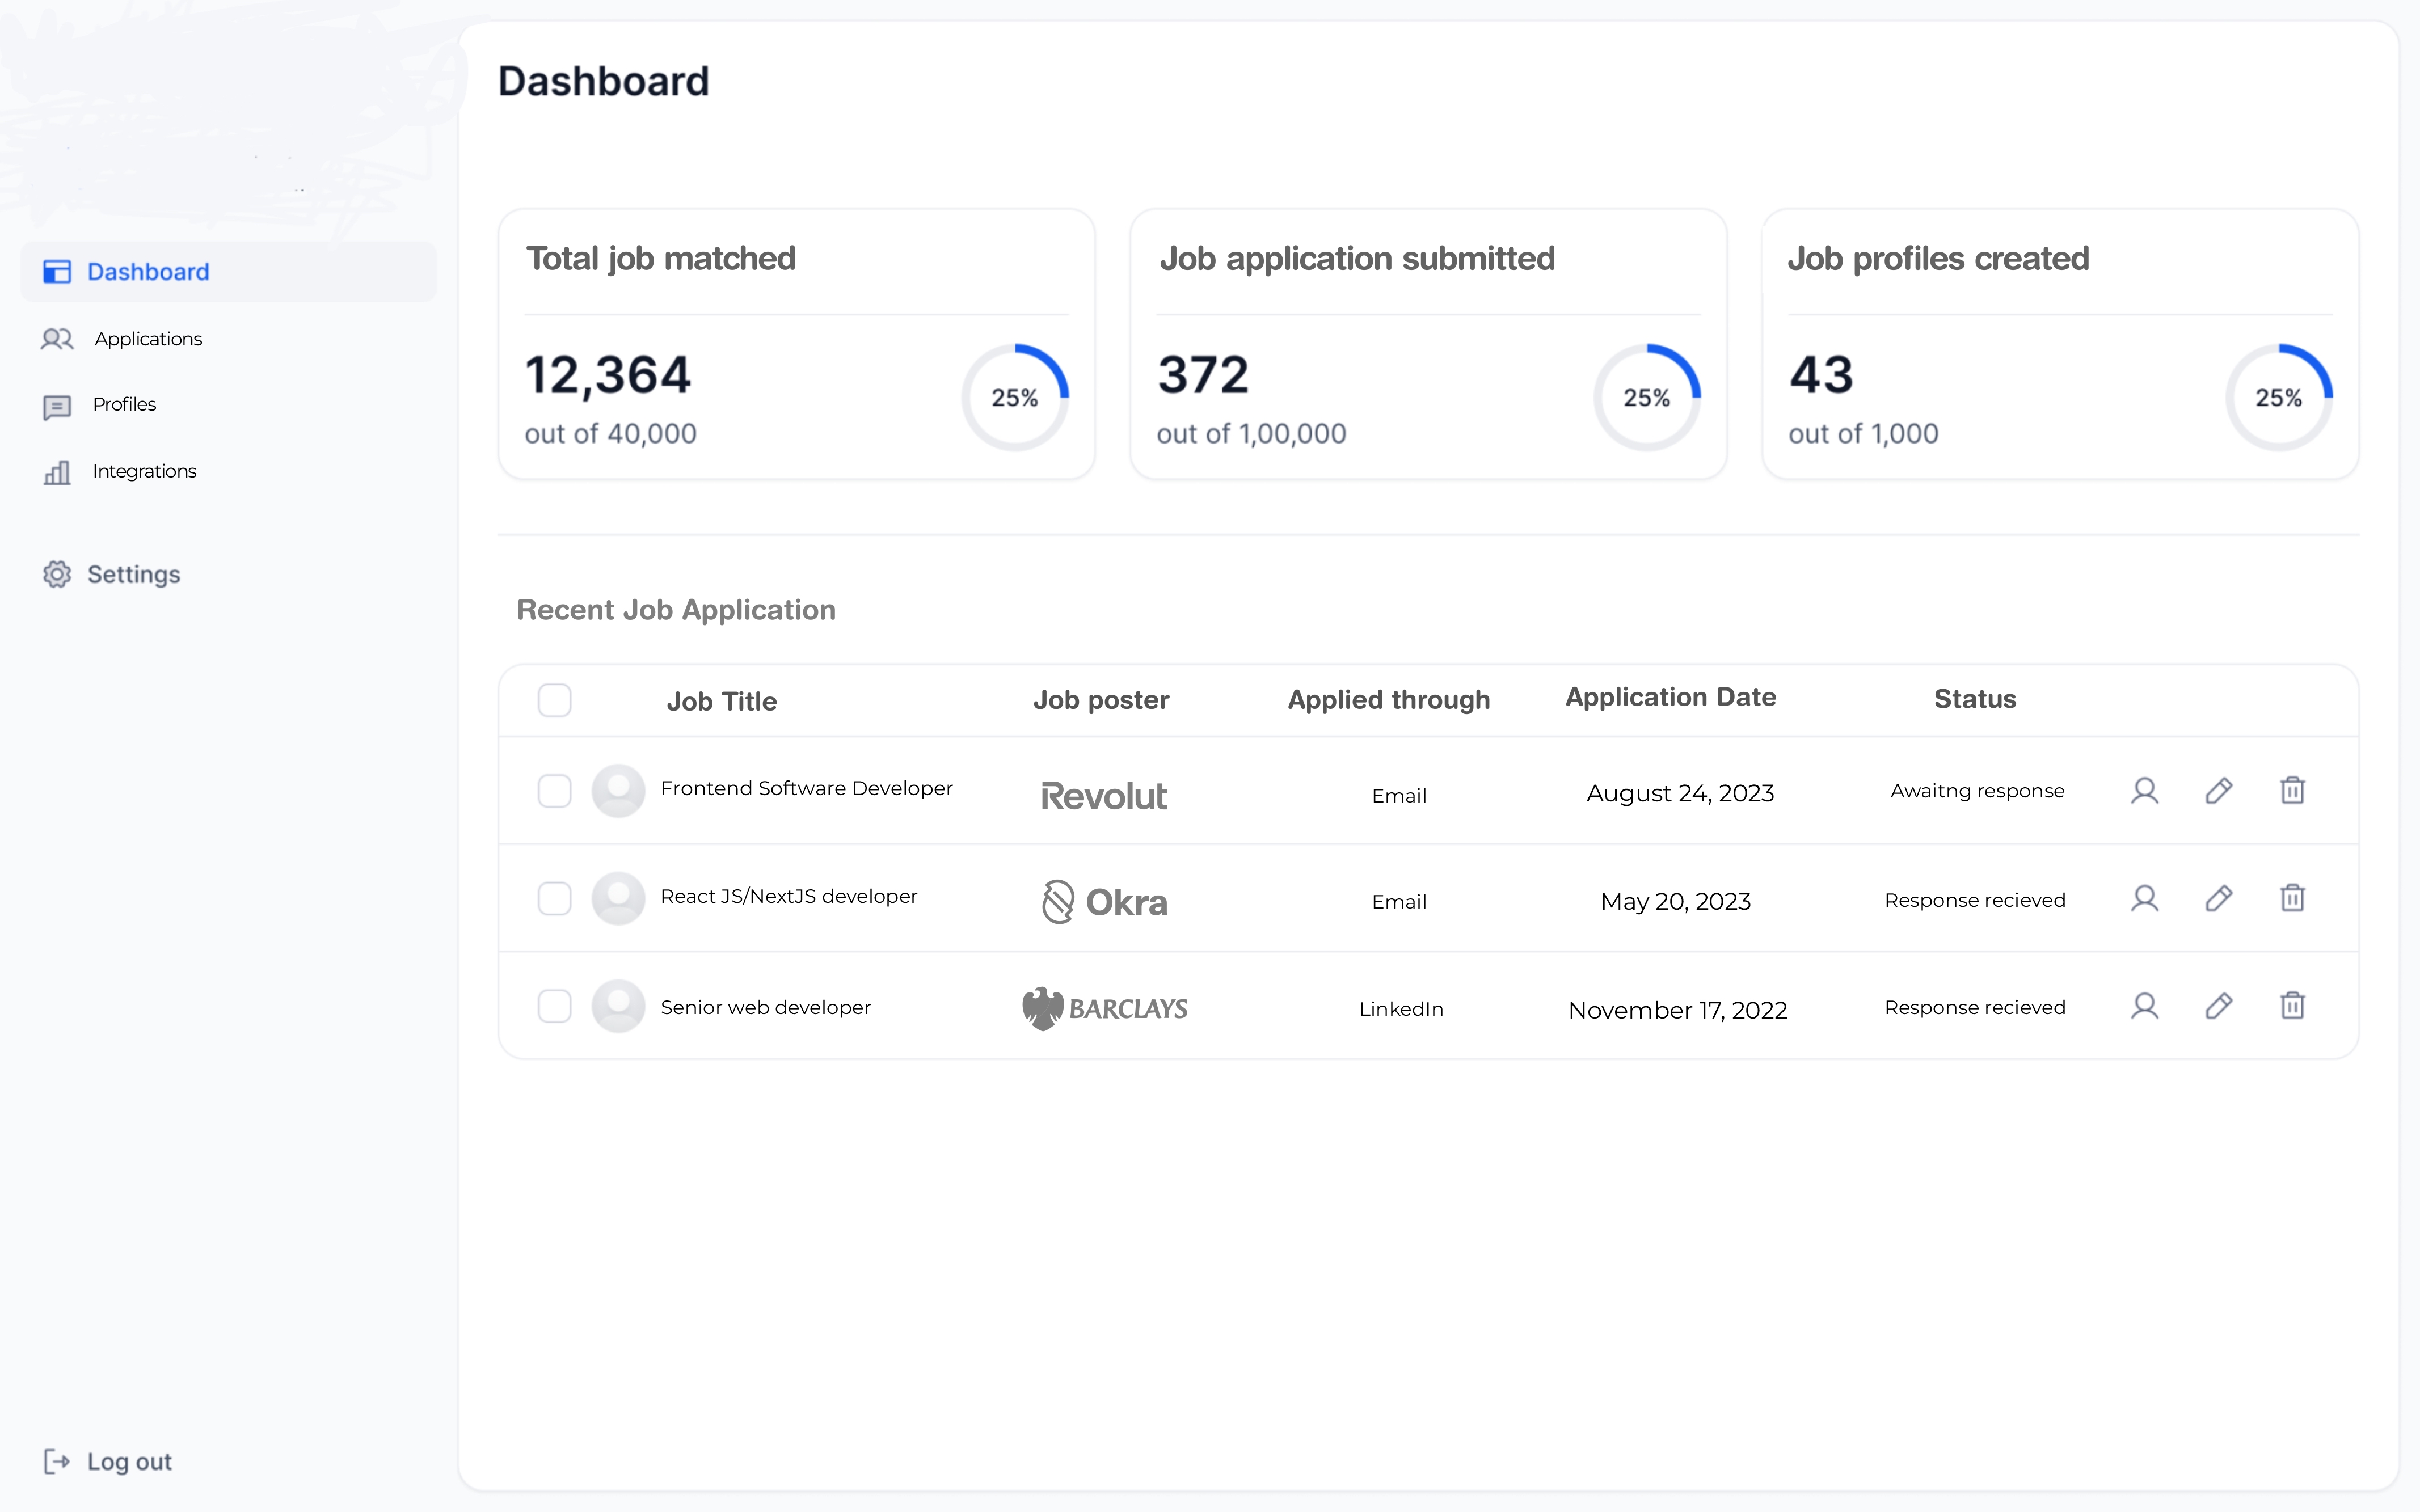 Dashboard
Dashboard
Applications
Profiles
Integrations
Settings
Log out
Total job matched
12,364
out of 40,000
25%
Job application submitted
372
out of 1,00,000
25%
Job profiles created
43
out of 1,000
25%
Recent Job Application
Job Title Job poster Applied through Application Date Status
Frontend Software Developer Revolut Email August 24, 2023 Awaitng response
React JS/NextJS developer Okra Email May 20, 2023 Response recieved
Senior web developer BARCLAYS LinkedIn November 17, 2022 Response recieved